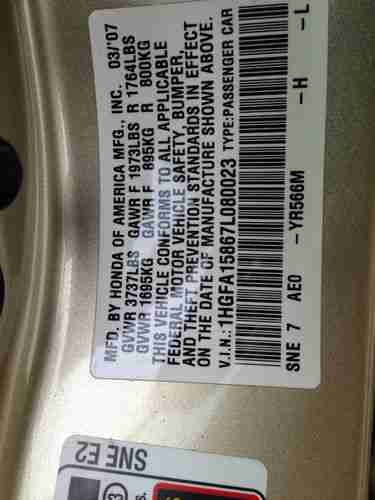 MFD. BY HONDA OF AMERICA MFG., INC. 03/'07
GVWR 3737LBS GAWR F 1973LBS R 1764LBS
GVWR 1695KG GAWR F 895KG R 800KG
THIS VEHICLE CONFORMS TO ALL APPLICABLE
FEDERAL MOTOR VEHICLE SAFETY, BUMPER,
AND THEFT PREVENTION STANDARDS IN EFFECT
ON THE DATE OF MANUFACTURE SHOWN ABOVE.
V.I.N.: 1HGFA15867L080023 TYPE:PASSENGER CAR
SNE 7 AE0 - YR566M - H - L
SNE E2